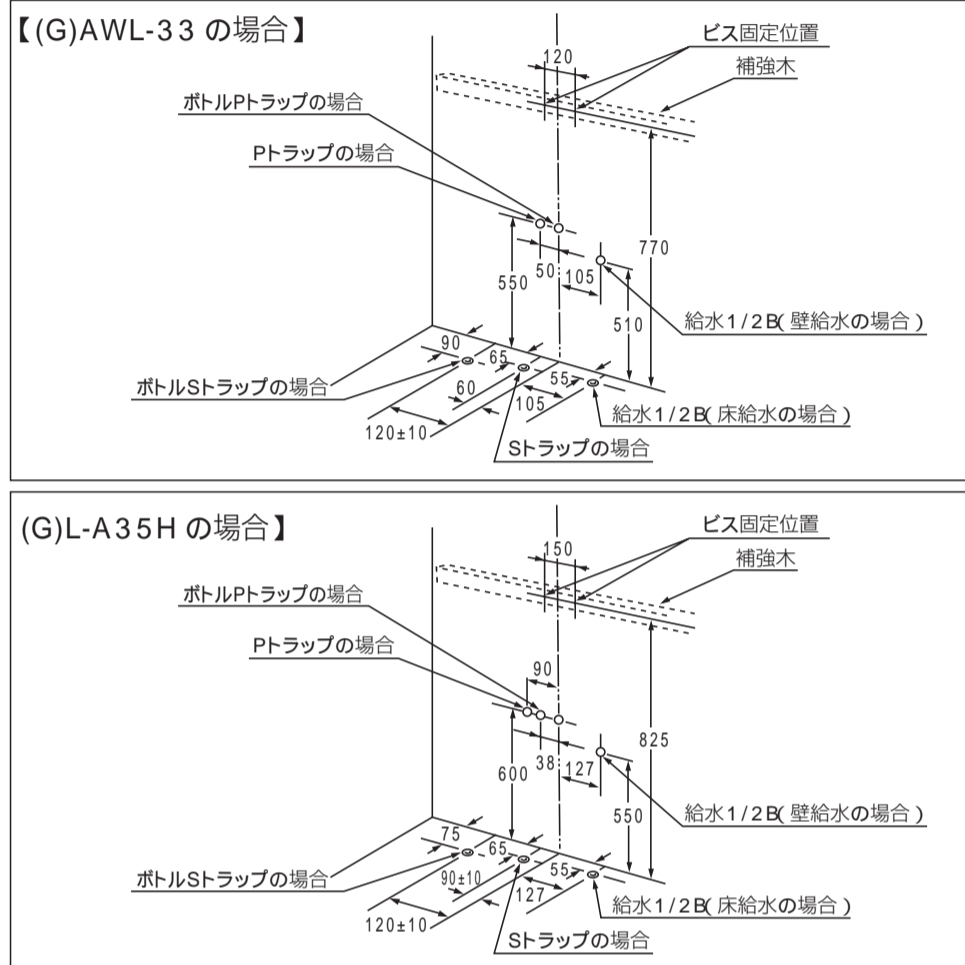 【(G)AWL-33 の場合】
ビス固定位置
120
補強木
ボトルPトラップの場合
Pトラップの場合
770
50
105
550
510
給水1/2B(壁給水の場合)
90
65
ボトルSトラップの場合
60
55
105
給水1/2B(床給水の場合)
120±10
Sトラップの場合
(G)L-A35H の場合】
ビス固定位置
150
補強木
ボトルPトラップの場合
Pトラップの場合
90
825
38
127
600
550
給水1/2B(壁給水の場合)
75
65
ボトルSトラップの場合
90±10
55
127
給水1/2B(床給水の場合)
120±10
Sトラップの場合